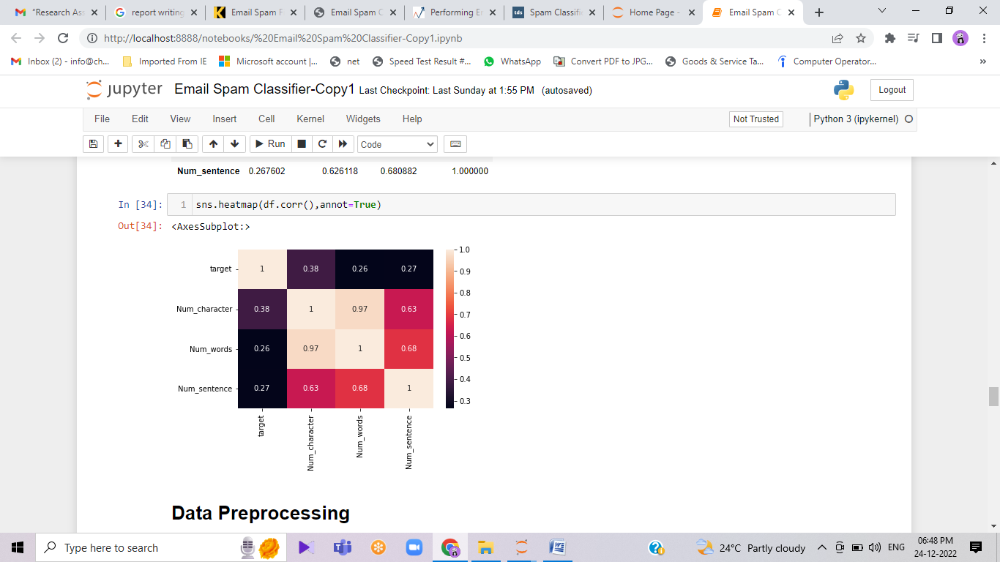 "Research Ass
report writing
Email Spam F
Email Spam C
Performing E
tds Spam Classifi
Home Page -
Email Spam C
http://localhost:8888/notebooks/%20Email%20Spam%20Classifier-Copy1.ipynb
Inbox (2) - info@ch... Imported From IE Microsoft account |... net Speed Test Result #... WhatsApp Convert PDF to JPG... Goods & Service Ta... Computer Operator... »
jupyter Email Spam Classifier-Copy1 Last Checkpoint: Last Sunday at 1:55 PM (autosaved) Logout
File Edit View Insert Cell Kernel Widgets Help Not Trusted Python 3 (ipykernel)
Run Code
Num_sentence 0.267602 0.626118 0.680882 1.000000
In [34]: 1 sns.heatmap(df.corr(),annot=True)
Out[34]: <AxesSubplot:>
target 1 0.38 0.26 0.27
Num_character 0.38 1 0.97 0.63
Num_words 0.26 0.97 1 0.68
Num_sentence 0.27 0.63 0.68 1
target Num_character Num_words Num_sentence
1.0
0.9
0.8
0.7
0.6
0.5
0.4
0.3
Data Preprocessing
Type here to search 24°C Partly cloudy ENG 06:48 PM
24-12-2022